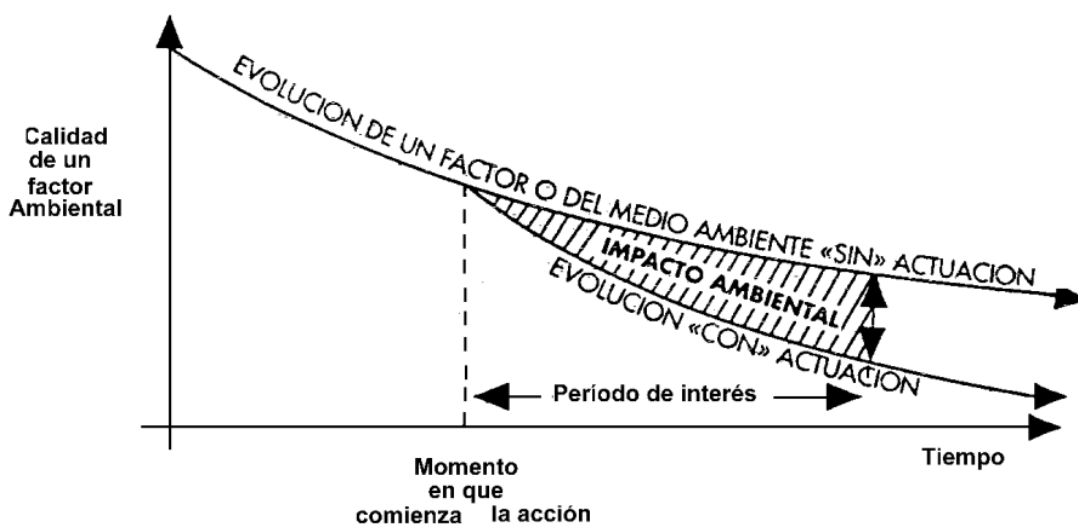 Calidad
de un
factor
Ambiental
EVOLUCION DE UN FACTOR O DEL MEDIO AMBIENTE «SIN» ACTUACION
IMPACTO AMBIENTAL
EVOLUCION «CON» ACTUACION
Período de interés
Tiempo
Momento
en que
comienza la acción